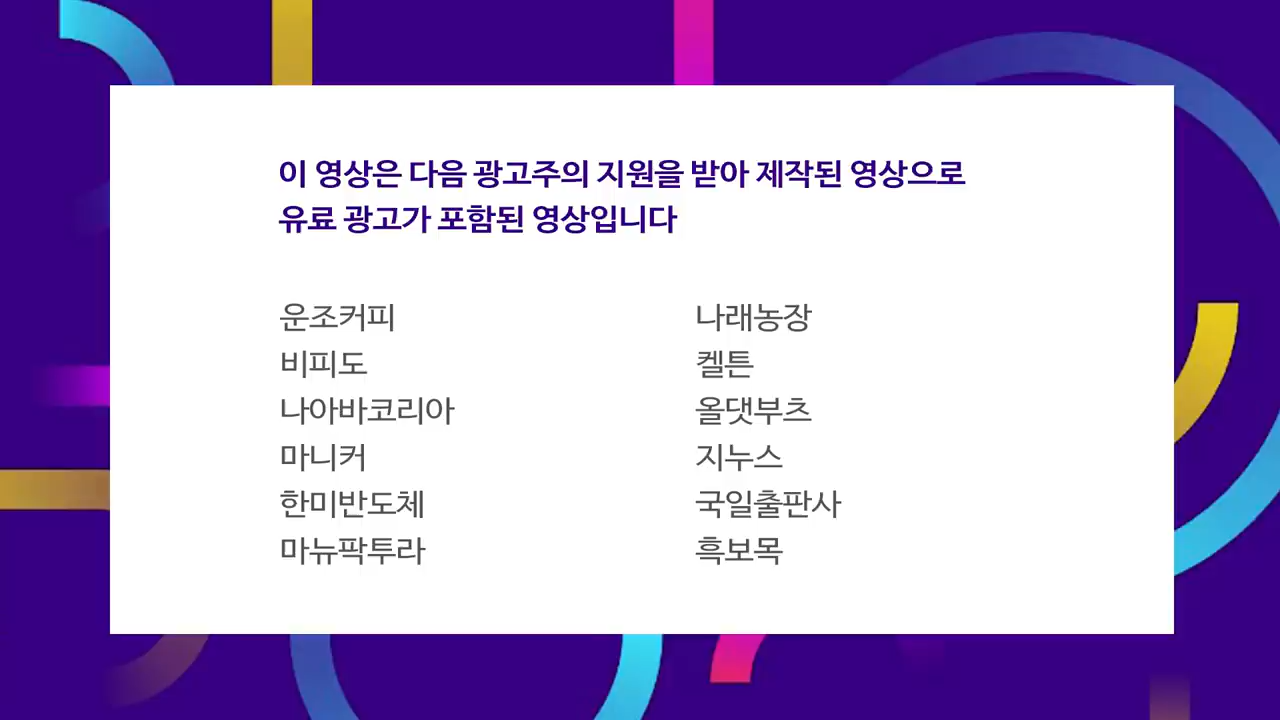 이 영상은 다음 광고주의 지원을 받아 제작된 영상으로
유료 광고가 포함된 영상입니다
운조커피
비피도
나아바코리아
마니커
한미반도체
마뉴팍투라
나래농장
켈튼
올댓부츠
지누스
국일출판사
흑보목